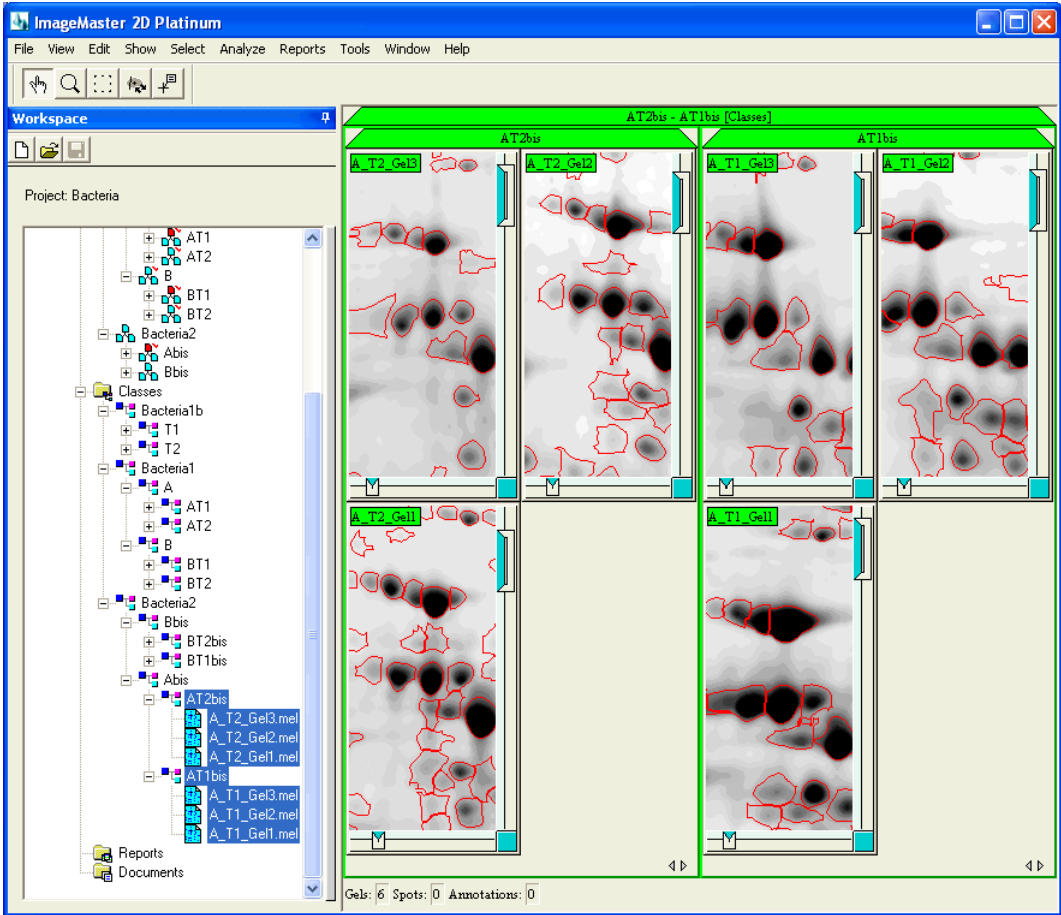 ImageMaster 2D Platinum
File View Edit Show Select Analyze Reports Tools Window Help
Workspace
Project: Bacteria
AT1
AT2
B
BT1
BT2
Bacteria2
Abis
Bbis
Classes
Bacteria1b
T1
T2
Bacteria1
A
AT1
AT2
B
BT1
BT2
Bacteria2
Bbis
BT2bis
BT1bis
Abis
AT2bis
A_T2_Gel3.mel
A_T2_Gel2.mel
A_T2_Gel1.mel
AT1bis
A_T1_Gel3.mel
A_T1_Gel2.mel
A_T1_Gel1.mel
Reports
Documents
AT2bis - AT1bis [Classes]
AT2bis
AT1bis
A_T2_Gel3
A_T2_Gel2
A_T1_Gel3
A_T1_Gel2
A_T2_Gel1
A_T1_Gel1
Gels: 6 Spots: 0 Annotations: 0